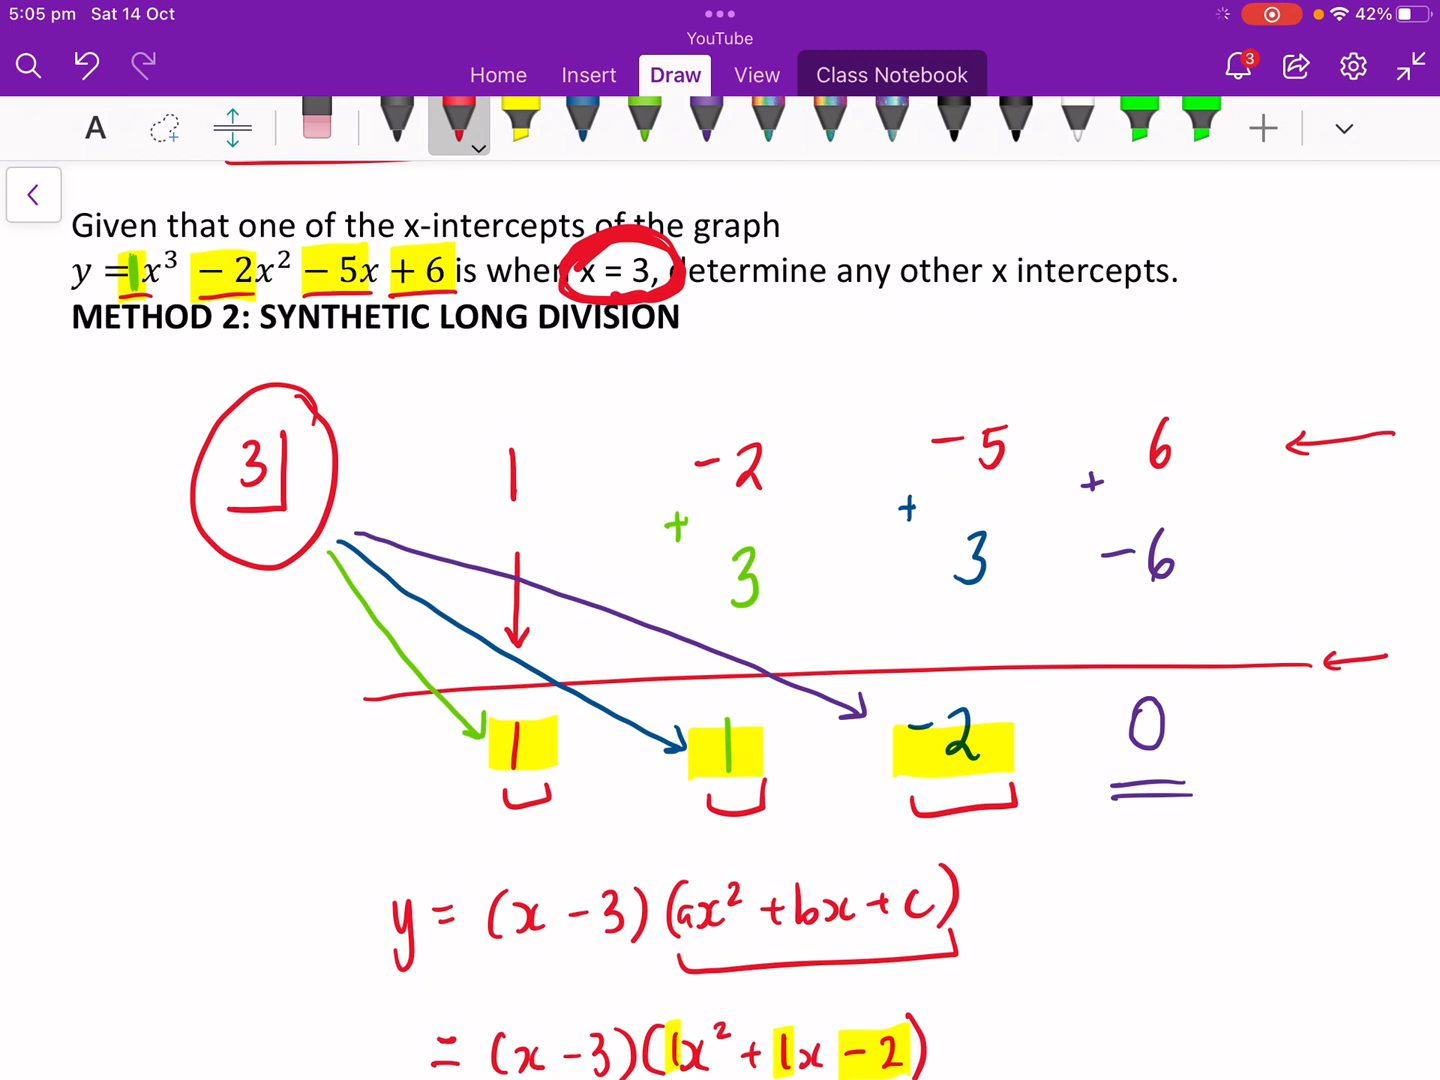 5:05 pm Sat 14 Oct 42%
YouTube
Home Insert Draw View Class Notebook 3
A
Given that one of the x-intercepts of the graph
y = 1x³ − 2x² − 5x + 6 is when x = 3, determine any other x intercepts.
METHOD 2: SYNTHETIC LONG DIVISION
3 1 -2 -5 6
+ + +
3 3 -6
1 1 -2 0
y = (x - 3)(ax² + bx + c)
= (x - 3)(1x² + 1x - 2)